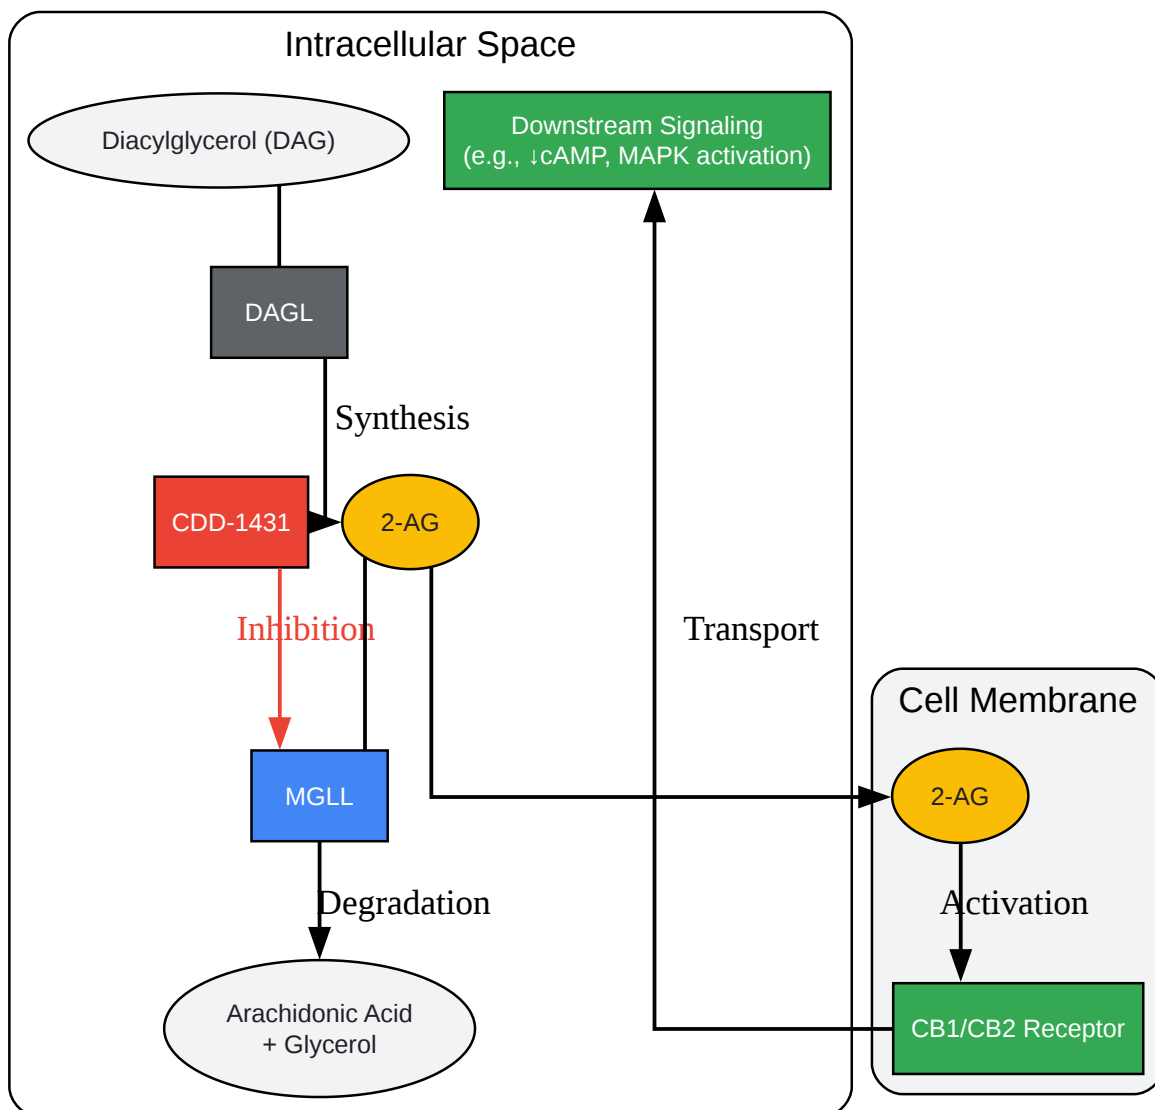 Intracellular Space
Diacylglycerol (DAG)
Downstream Signaling
(e.g., ↓cAMP, MAPK activation)
DAGL
Synthesis
CDD-1431
2-AG
Inhibition
Transport
Cell Membrane
MGLL
2-AG
Degradation
Activation
Arachidonic Acid
+ Glycerol
CB1/CB2 Receptor